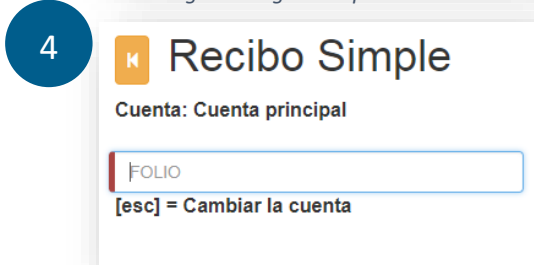 4
Recibo Simple
Cuenta: Cuenta principal
FOLIO
[esc] = Cambiar la cuenta